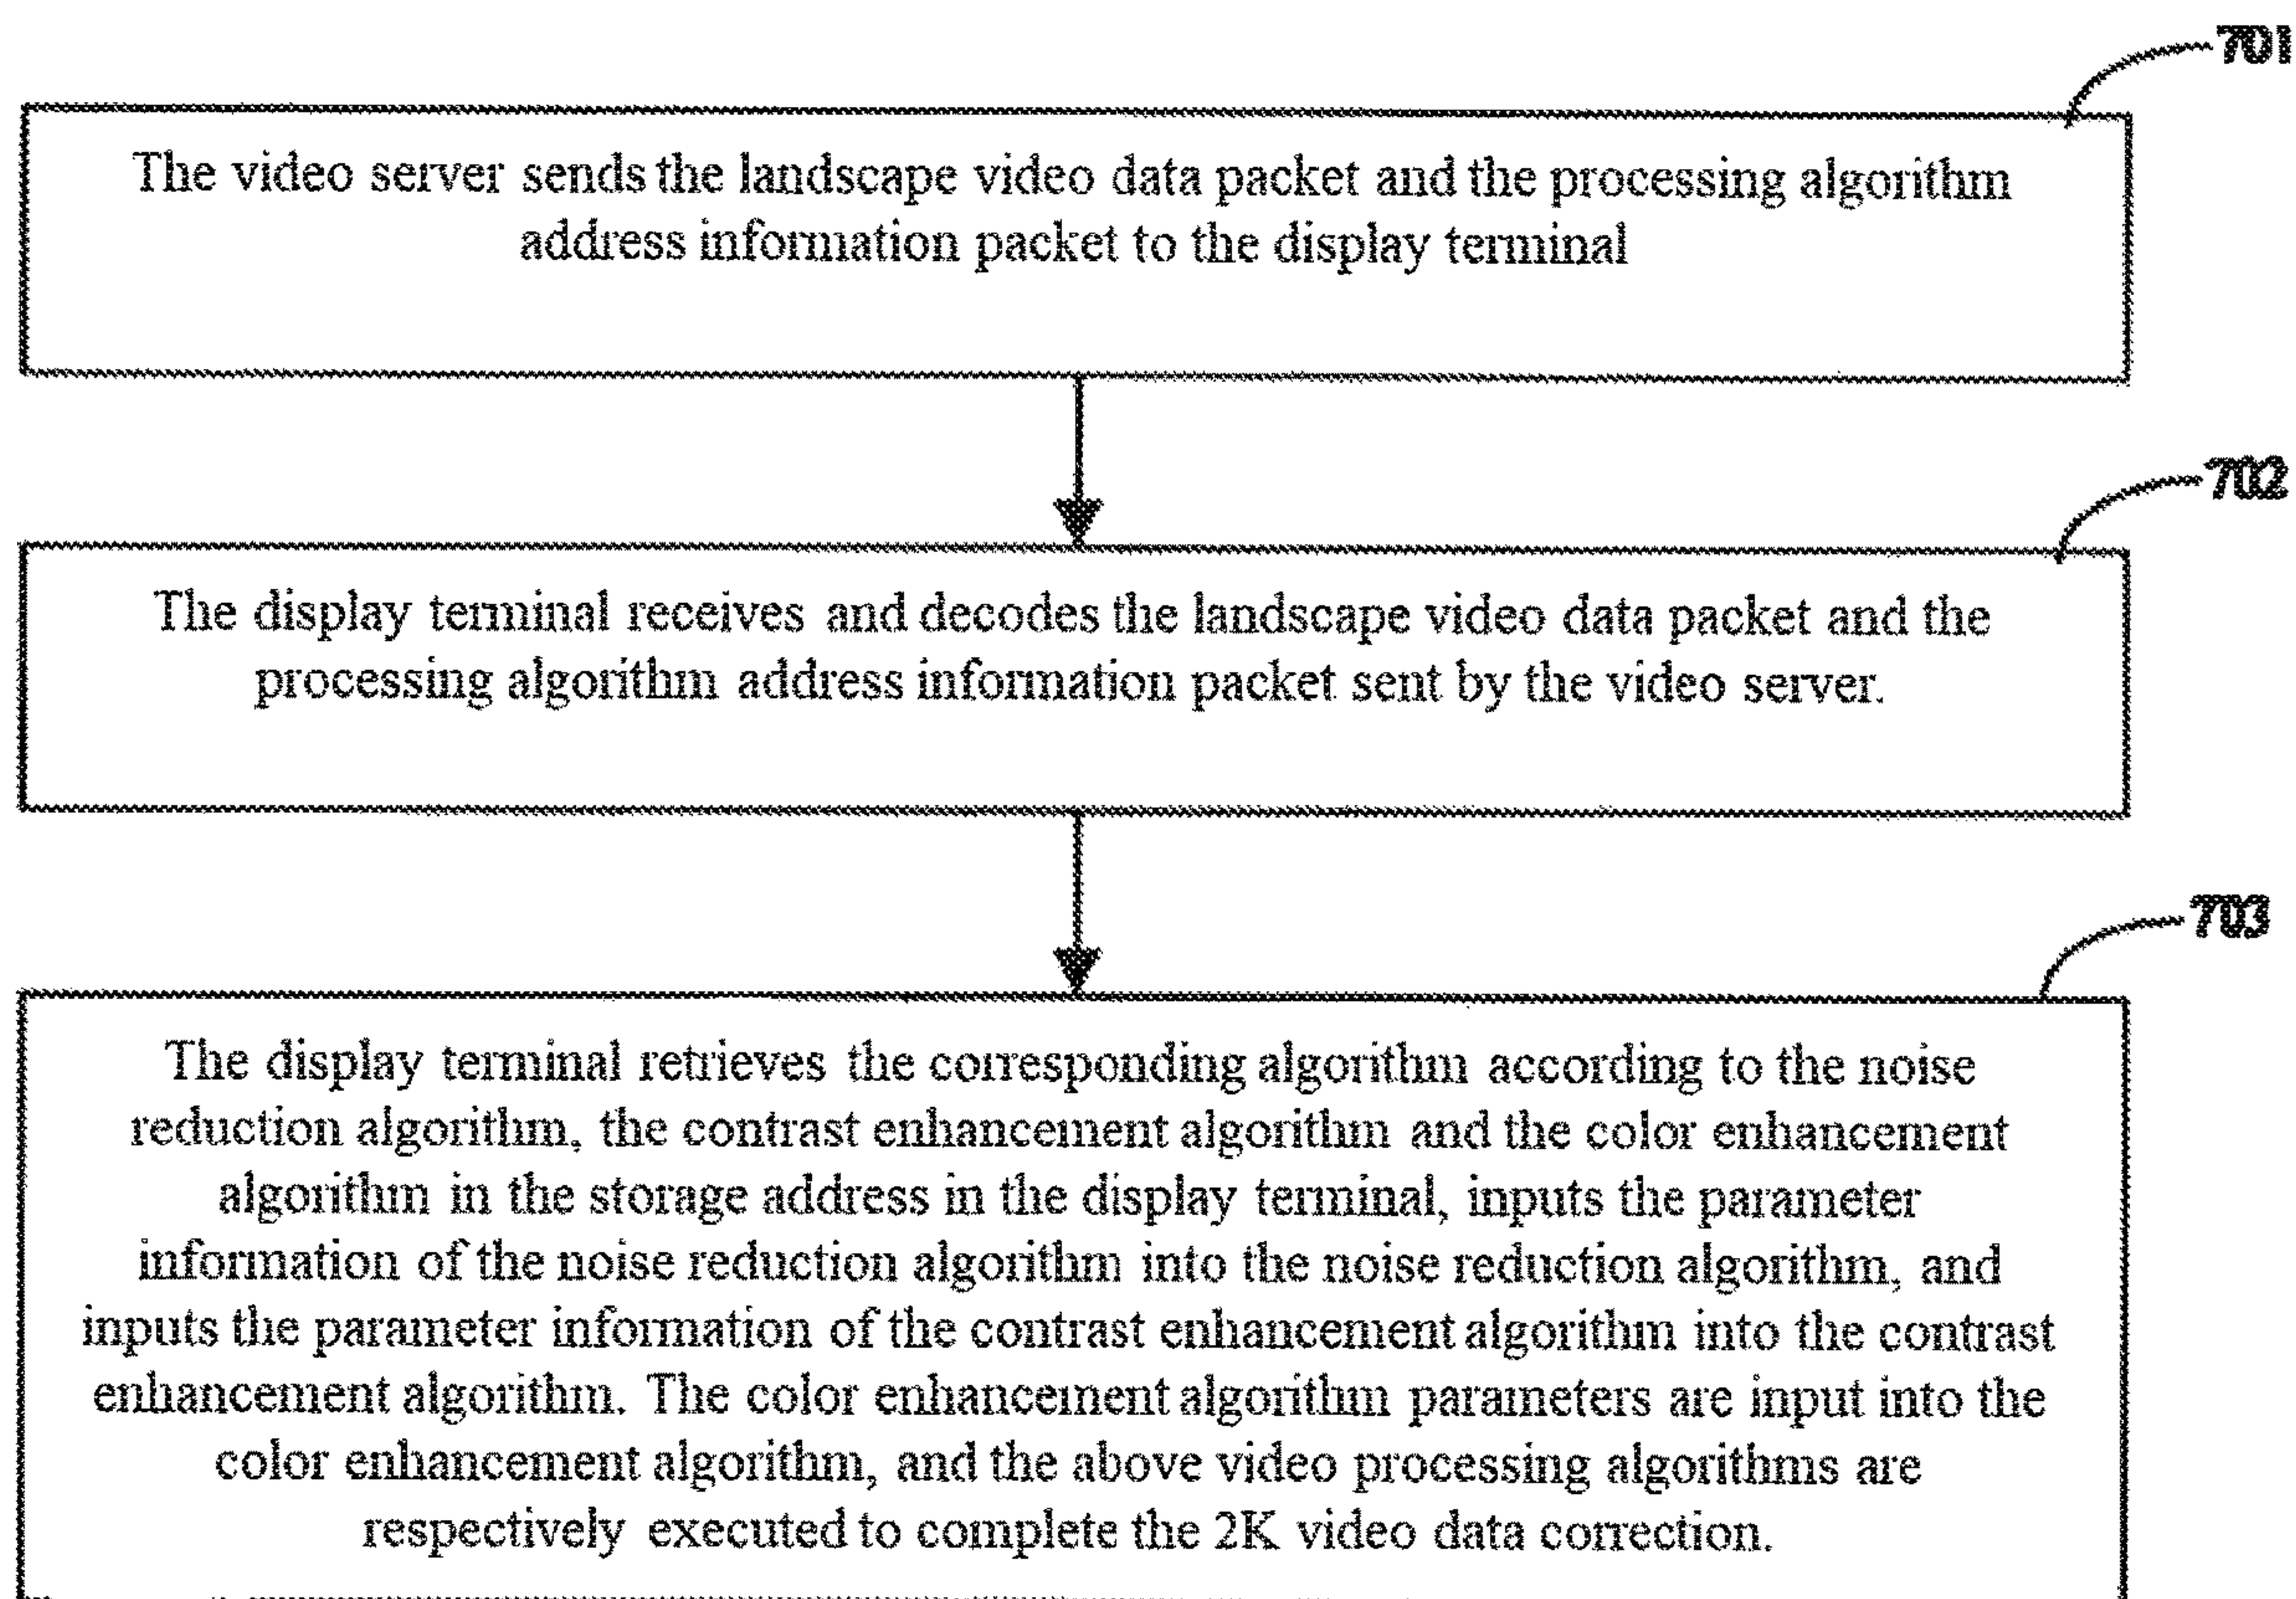 701
The video server sends the landscape video data packet and the processing algorithm
address information packet to the display terminal
702
The display terminal receives and decodes the landscape video data packet and the
processing algorithm address information packet sent by the video server.
703
The display terminal retrieves the corresponding algorithm according to the noise
reduction algorithm, the contrast enhancement algorithm and the color enhancement
algorithm in the storage address in the display terminal, inputs the parameter
information of the noise reduction algorithm into the noise reduction algorithm, and
inputs the parameter information of the contrast enhancement algorithm into the contrast
enhancement algorithm. The color enhancement algorithm parameters are input into the
color enhancement algorithm, and the above video processing algorithms are
respectively executed to complete the 2K video data correction.